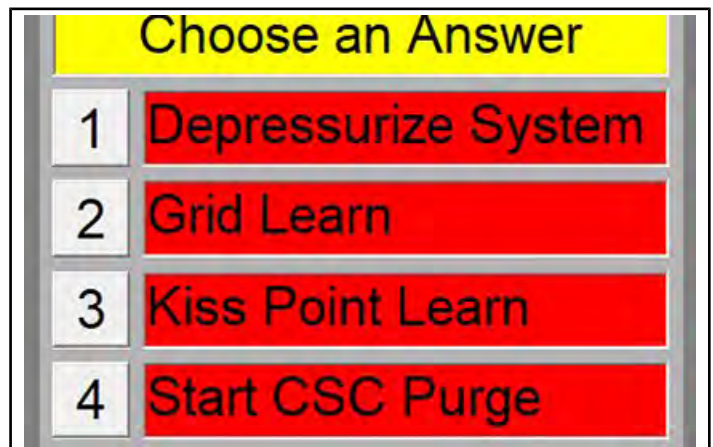 Choose an Answer
1 Depressurize System
2 Grid Learn
3 Kiss Point Learn
4 Start CSC Purge